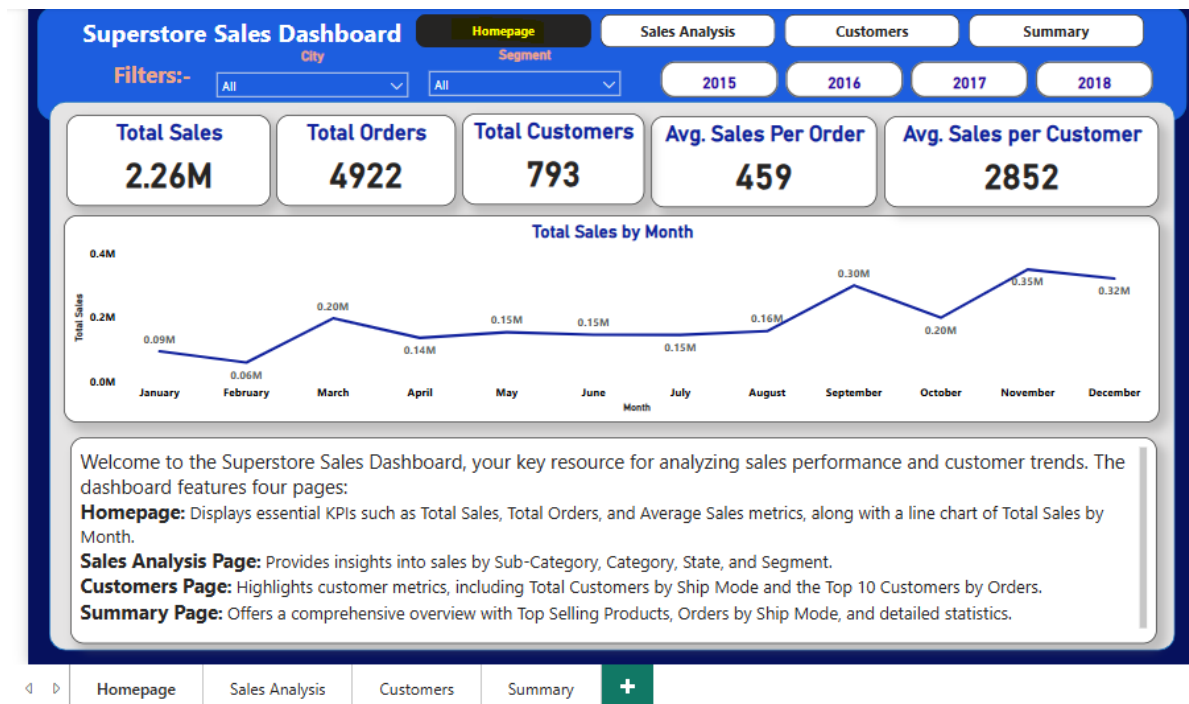 Superstore Sales Dashboard
Homepage
Sales Analysis
Customers
Summary
Filters:-
City
All
Segment
All
2015
2016
2017
2018
Total Sales
2.26M
Total Orders
4922
Total Customers
793
Avg. Sales Per Order
459
Avg. Sales per Customer
2852
Total Sales by Month
Total Sales
0.4M
0.2M
0.0M
0.09M
0.06M
0.20M
0.14M
0.15M
0.15M
0.15M
0.16M
0.30M
0.20M
0.35M
0.32M
January
February
March
April
May
June
July
August
September
October
November
December
Month
Welcome to the Superstore Sales Dashboard, your key resource for analyzing sales performance and customer trends. The
dashboard features four pages:
Homepage: Displays essential KPIs such as Total Sales, Total Orders, and Average Sales metrics, along with a line chart of Total Sales by
Month.
Sales Analysis Page: Provides insights into sales by Sub-Category, Category, State, and Segment.
Customers Page: Highlights customer metrics, including Total Customers by Ship Mode and the Top 10 Customers by Orders.
Summary Page: Offers a comprehensive overview with Top Selling Products, Orders by Ship Mode, and detailed statistics.
Homepage
Sales Analysis
Customers
Summary
+